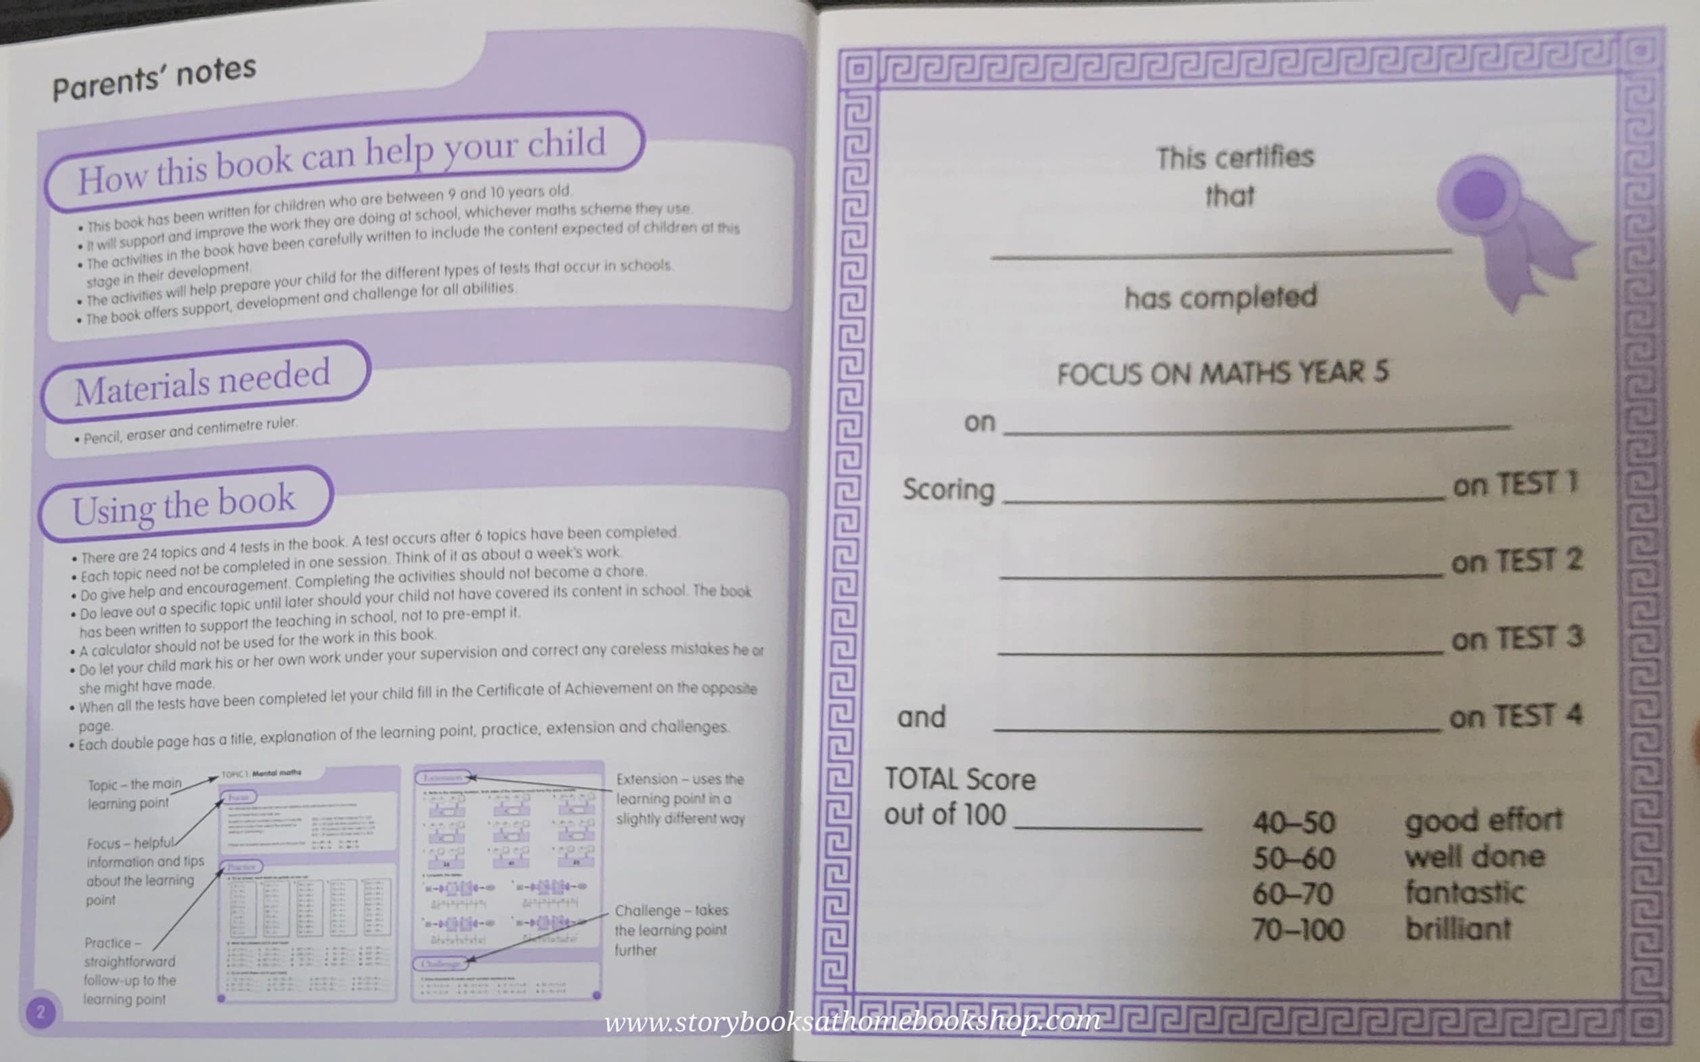 Parents' notes
How this book can help your child
• This book has been written for children who are between 9 and 10 years old.
• It will support and improve the work they are doing at school, whichever maths scheme they use.
• The activities in the book have been carefully written to include the content expected of children at this
stage in their development.
• The activities will help prepare your child for the different types of tests that occur in schools.
• The book offers support, development and challenge for all abilities.
Materials needed
• Pencil, eraser and centimetre ruler.
Using the book
• There are 24 topics and 4 tests in the book. A test occurs after 6 topics have been completed.
• Each topic need not be completed in one session. Think of it as about a week's work.
• Do give help and encouragement. Completing the activities should not become a chore.
• Do leave out a specific topic until later should your child not have covered its content in school. The book
has been written to support the teaching in school, not to pre-empt it.
• A calculator should not be used for the work in this book.
• Do let your child mark his or her own work under your supervision and correct any careless mistakes he or
she might have made.
• When all the tests have been completed let your child fill in the Certificate of Achievement on the opposite
page.
• Each double page has a title, explanation of the learning point, practice, extension and challenges.
Topic – the main
learning point
Focus – helpful
information and tips
about the learning
point
Practice –
straightforward
follow-up to the
learning point
TOPIC 1 Mental maths
Focus
Practice
Extension
Challenge
Extension – uses the
learning point in a
slightly different way
Challenge – takes
the learning point
further
2
This certifies
that
has completed
FOCUS ON MATHS YEAR 5
on
Scoring on TEST 1
on TEST 2
on TEST 3
and on TEST 4
TOTAL Score
out of 100
40–50 good effort
50–60 well done
60–70 fantastic
70–100 brilliant
www.storybooksathomebookshop.com